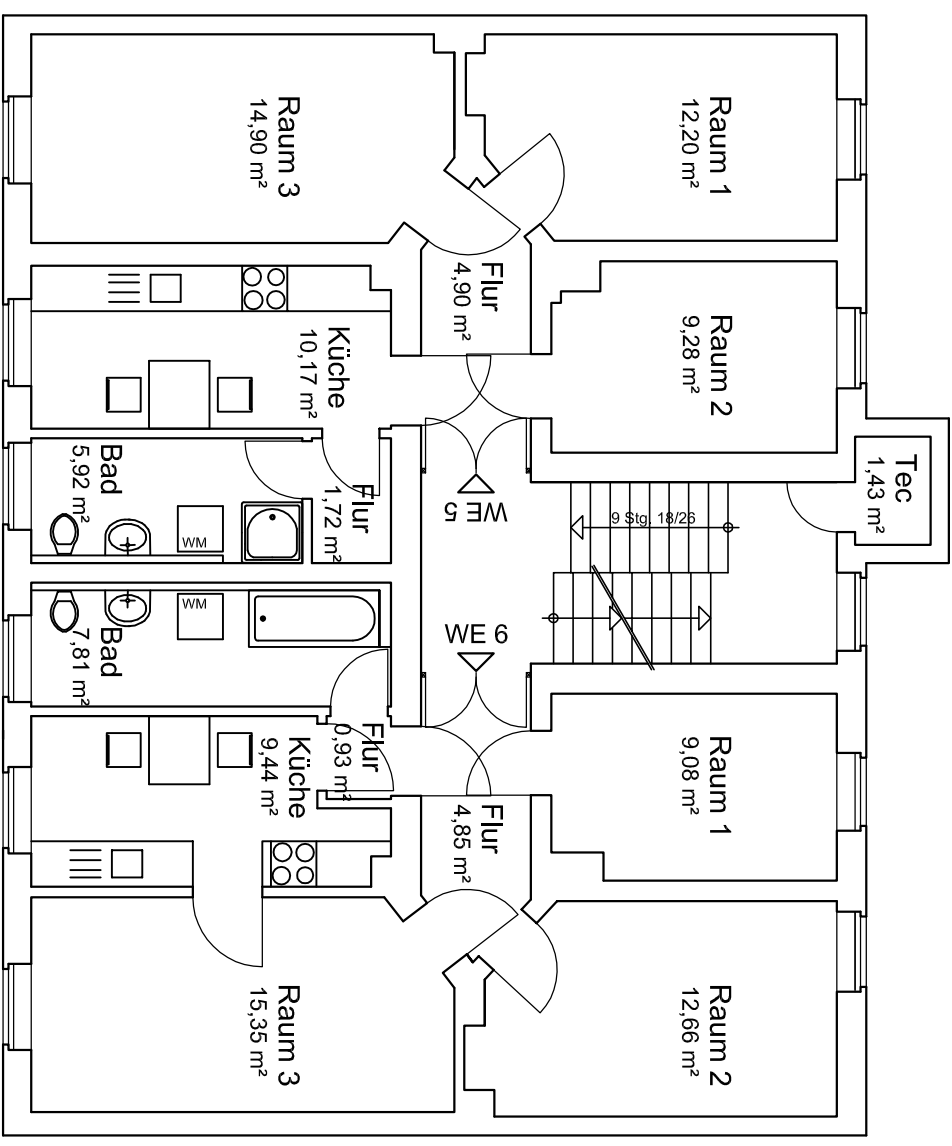 Raum 3
14,90 m²
Raum 1
12,20 m²
Flur
4,90 m²
Raum 2
9,28 m²
Küche
10,17 m²
Bad
5,92 m²
WM
Flur
1,72 m²
WE 5
9 Stg. 18/26
Tec
1,43 m²
WE 6
WM
Bad
7,81 m²
Flur
0,93 m²
Küche
9,44 m²
Flur
4,85 m²
Raum 1
9,08 m²
Raum 3
15,35 m²
Raum 2
12,66 m²